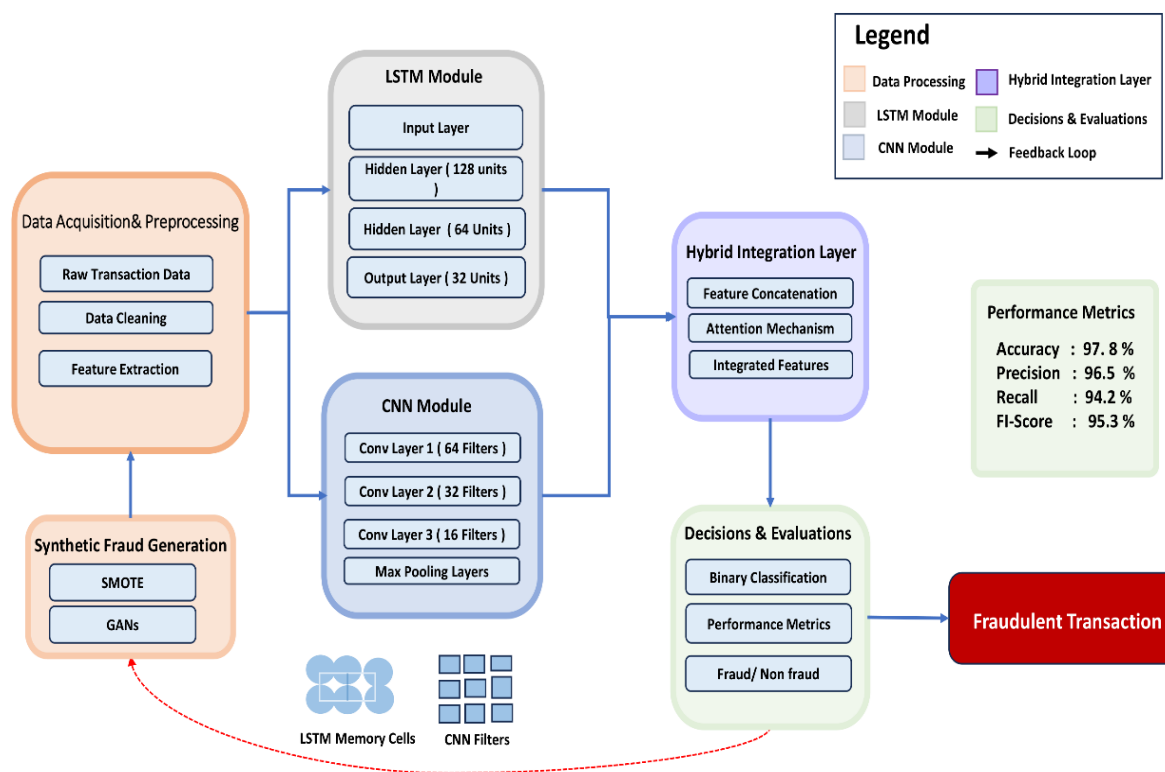 Legend
Data Processing
Hybrid Integration Layer
LSTM Module
Decisions & Evaluations
CNN Module
Feedback Loop
LSTM Module
Input Layer
Hidden Layer ( 128 units
)
Hidden Layer ( 64 Units )
Output Layer ( 32 Units )
Data Acquisition& Preprocessing
Raw Transaction Data
Data Cleaning
Feature Extraction
Hybrid Integration Layer
Feature Concatenation
Attention Mechanism
Integrated Features
Performance Metrics
Accuracy : 97. 8 %
Precision : 96.5 %
Recall : 94.2 %
FI-Score : 95.3 %
CNN Module
Conv Layer 1 ( 64 Filters )
Conv Layer 2 ( 32 Filters )
Conv Layer 3 ( 16 Filters )
Max Pooling Layers
Synthetic Fraud Generation
SMOTE
GANs
Decisions & Evaluations
Binary Classification
Performance Metrics
Fraud/ Non fraud
Fraudulent Transaction
LSTM Memory Cells
CNN Filters